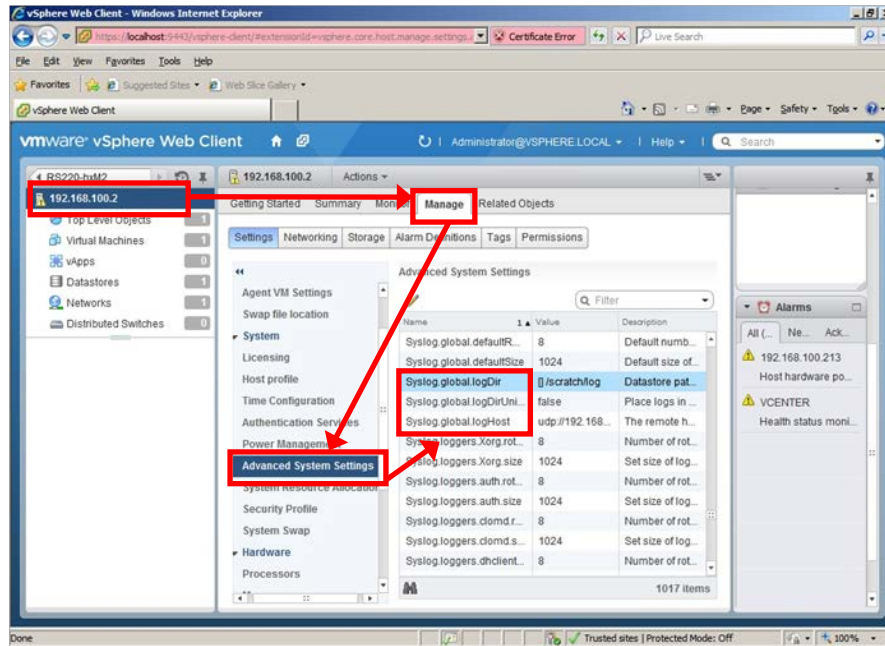 vSphere Web Client - Windows Internet Explorer
https://localhost:9443/vsphere-client/#extensionId=vsphere.core.host.manage.settings.
Certificate Error
Live Search
File Edit View Favorites Tools Help
Favorites Suggested Sites Web Slice Gallery
vSphere Web Client
Page Safety Tools
vmware vSphere Web Client
Administrator@VSPHERE.LOCAL Help
Search
RS220-hxM2
192.168.100.2
Top Level Objects 1
Virtual Machines 1
vApps 0
Datastores 1
Networks 1
Distributed Switches 0
192.168.100.2 Actions
Getting Started Summary Manage Related Objects
Settings Networking Storage Alarm Definitions Tags Permissions
Agent VM Settings
Swap file location
System
Licensing
Host profile
Time Configuration
Authentication Services
Power Management
Advanced System Settings
System Resource Allocation
Security Profile
System Swap
Hardware
Processors
Advanced System Settings
Filter
Name 1 Value Description
Syslog.global.defaultR... 8 Default numb...
Syslog.global.defaultSize 1024 Default size of...
Syslog.global.logDir [] /scratch/log Datastore pat...
Syslog.global.logDirUni... false Place logs in ...
Syslog.global.logHost udp://192.168... The remote h...
Syslog.loggers.Xorg.rot... 8 Number of rot...
Syslog.loggers.Xorg.size 1024 Set size of log...
Syslog.loggers.auth.rot... 8 Number of rot...
Syslog.loggers.auth.size 1024 Set size of log...
Syslog.loggers.clomd.r... 8 Number of rot...
Syslog.loggers.clomd.s... 1024 Set size of log...
Syslog.loggers.dhclient... 8 Number of rot...
1017 items
Alarms
All (... Ne... Ack...
192.168.100.213
Host hardware po...
VCENTER
Health status moni...
Done
Trusted sites | Protected Mode: Off
100%